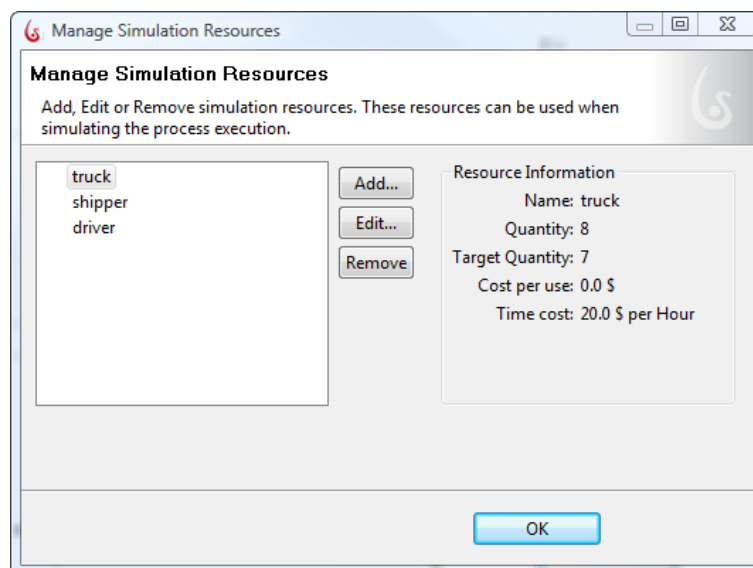 Manage Simulation Resources
Manage Simulation Resources
Add, Edit or Remove simulation resources. These resources can be used when
simulating the process execution.
truck
shipper
driver
Add...
Edit...
Remove
Resource Information
Name: truck
Quantity: 8
Target Quantity: 7
Cost per use: 0.0 $
Time cost: 20.0 $ per Hour
OK